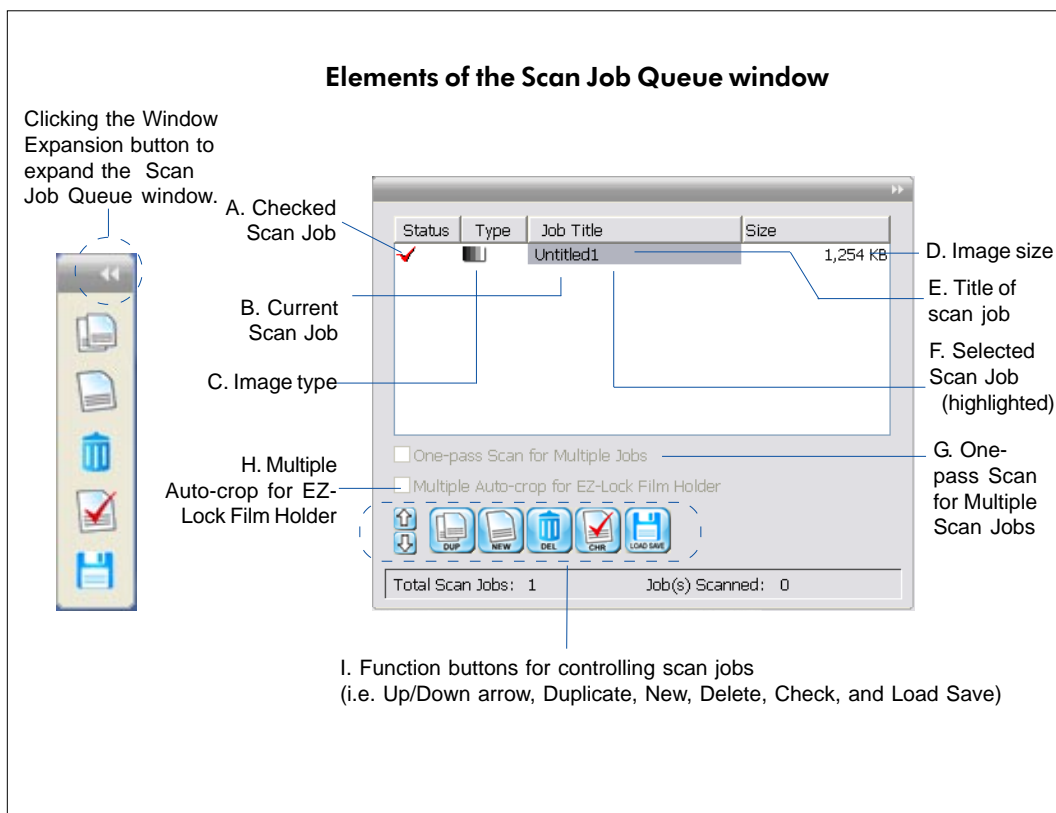 Elements of the Scan Job Queue window
Clicking the Window
Expansion button to
expand the Scan
Job Queue window.
A. Checked
Scan Job
B. Current
Scan Job
C. Image type
H. Multiple
Auto-crop for EZ-
Lock Film Holder
Status Type Job Title Size
Untitled1 1,254 KB
One-pass Scan for Multiple Jobs
Multiple Auto-crop for EZ-Lock Film Holder
DUP NEW DEL CHR LOAD SAVE
Total Scan Jobs: 1 Job(s) Scanned: 0
D. Image size
E. Title of
scan job
F. Selected
Scan Job
(highlighted)
G. One-
pass Scan
for Multiple
Scan Jobs
I. Function buttons for controlling scan jobs
(i.e. Up/Down arrow, Duplicate, New, Delete, Check, and Load Save)